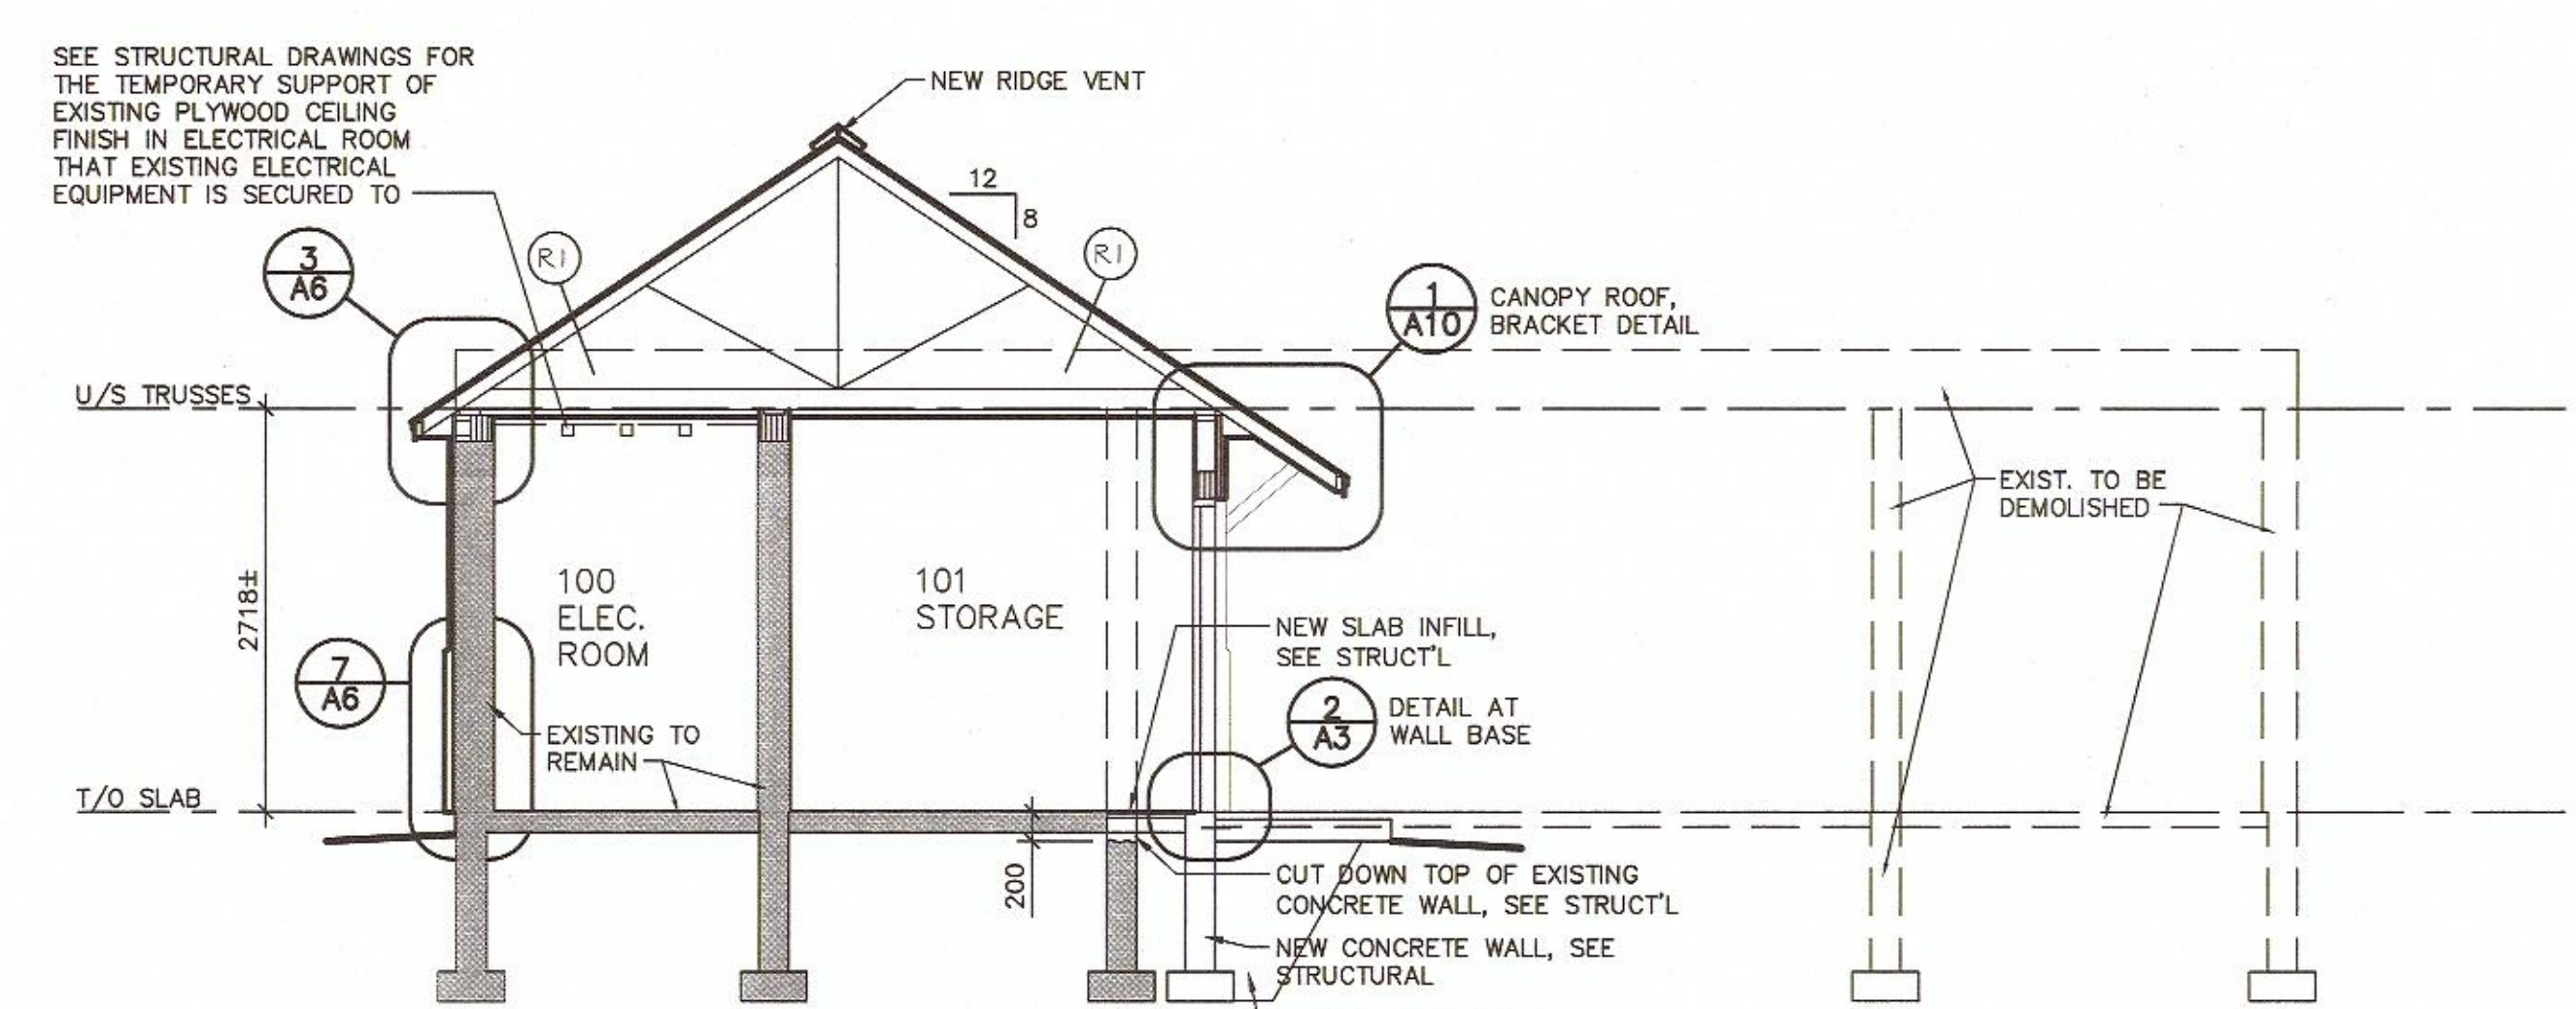 SEE STRUCTURAL DRAWINGS FOR
THE TEMPORARY SUPPORT OF
EXISTING PLYWOOD CEILING
FINISH IN ELECTRICAL ROOM
THAT EXISTING ELECTRICAL
EQUIPMENT IS SECURED TO
NEW RIDGE VENT
12
8
R1
R1
3
A6
1
A10
CANOPY ROOF,
BRACKET DETAIL
U/S TRUSSES
EXIST. TO BE
DEMOLISHED
2718±
100
ELEC.
ROOM
101
STORAGE
NEW SLAB INFILL,
SEE STRUCT'L
7
A6
2
A3
DETAIL AT
WALL BASE
EXISTING TO
REMAIN
T/O SLAB
200
CUT DOWN TOP OF EXISTING
CONCRETE WALL, SEE STRUCT'L
NEW CONCRETE WALL, SEE
STRUCTURAL